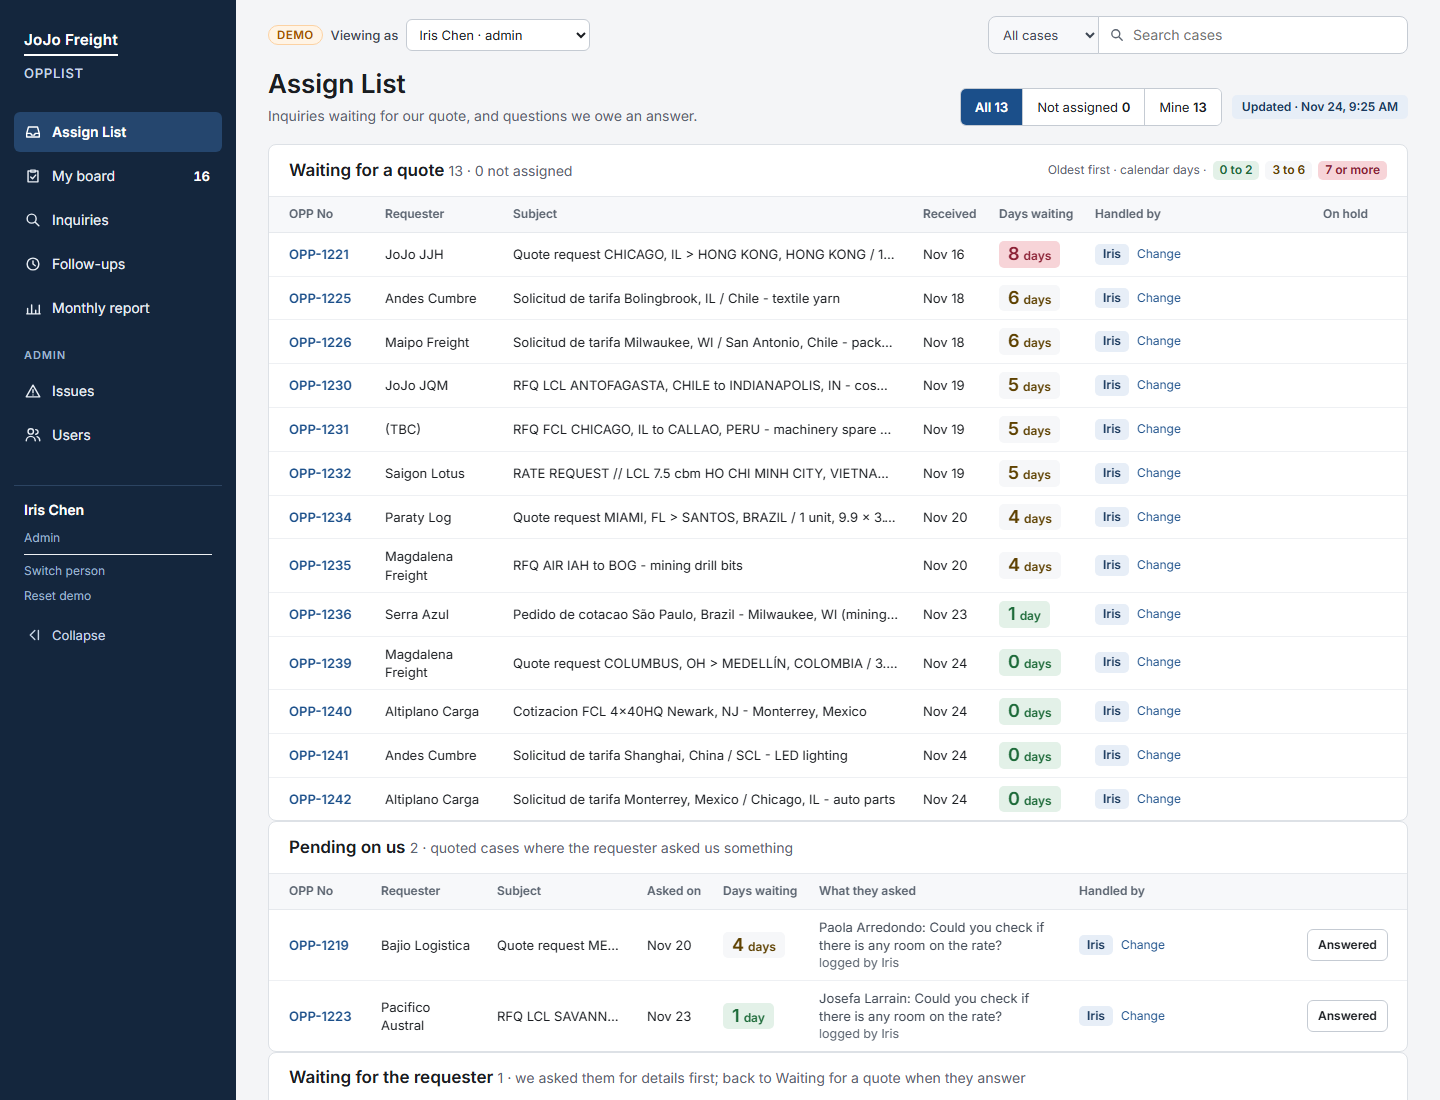 JoJo Freight
OPPLIST
Assign List
My board 16
Inquiries
Follow-ups
Monthly report
ADMIN
Issues
Users
Iris Chen
Admin
Switch person
Reset demo
Collapse
DEMO Viewing as Iris Chen · admin
All cases Search cases
Assign List
Inquiries waiting for our quote, and questions we owe an answer.
All 13 Not assigned 0 Mine 13 Updated · Nov 24, 9:25 AM
Waiting for a quote 13 · 0 not assigned
Oldest first · calendar days · 0 to 2 3 to 6 7 or more
OPP No Requester Subject Received Days waiting Handled by On hold
OPP-1221 JoJo JJH Quote request CHICAGO, IL > HONG KONG, HONG KONG / 1... Nov 16 8 days Iris Change
OPP-1225 Andes Cumbre Solicitud de tarifa Bolingbrook, IL / Chile - textile yarn Nov 18 6 days Iris Change
OPP-1226 Maipo Freight Solicitud de tarifa Milwaukee, WI / San Antonio, Chile - pack... Nov 18 6 days Iris Change
OPP-1230 JoJo JQM RFQ LCL ANTOFAGASTA, CHILE to INDIANAPOLIS, IN - cos... Nov 19 5 days Iris Change
OPP-1231 (TBC) RFQ FCL CHICAGO, IL to CALLAO, PERU - machinery spare ... Nov 19 5 days Iris Change
OPP-1232 Saigon Lotus RATE REQUEST // LCL 7.5 cbm HO CHI MINH CITY, VIETNA... Nov 19 5 days Iris Change
OPP-1234 Paraty Log Quote request MIAMI, FL > SANTOS, BRAZIL / 1 unit, 9.9 × 3.... Nov 20 4 days Iris Change
OPP-1235 Magdalena Freight RFQ AIR IAH to BOG - mining drill bits Nov 20 4 days Iris Change
OPP-1236 Serra Azul Pedido de cotacao São Paulo, Brazil - Milwaukee, WI (mining... Nov 23 1 day Iris Change
OPP-1239 Magdalena Freight Quote request COLUMBUS, OH > MEDELLÍN, COLOMBIA / 3.... Nov 24 0 days Iris Change
OPP-1240 Altiplano Carga Cotizacion FCL 4×40HQ Newark, NJ - Monterrey, Mexico Nov 24 0 days Iris Change
OPP-1241 Andes Cumbre Solicitud de tarifa Shanghai, China / SCL - LED lighting Nov 24 0 days Iris Change
OPP-1242 Altiplano Carga Solicitud de tarifa Monterrey, Mexico / Chicago, IL - auto parts Nov 24 0 days Iris Change
Pending on us 2 · quoted cases where the requester asked us something
OPP No Requester Subject Asked on Days waiting What they asked Handled by
OPP-1219 Bajio Logistica Quote request ME... Nov 20 4 days Paola Arredondo: Could you check if there is any room on the rate? logged by Iris Iris Change Answered
OPP-1223 Pacifico Austral RFQ LCL SAVANN... Nov 23 1 day Josefa Larrain: Could you check if there is any room on the rate? logged by Iris Iris Change Answered
Waiting for the requester 1 · we asked them for details first; back to Waiting for a quote when they answer